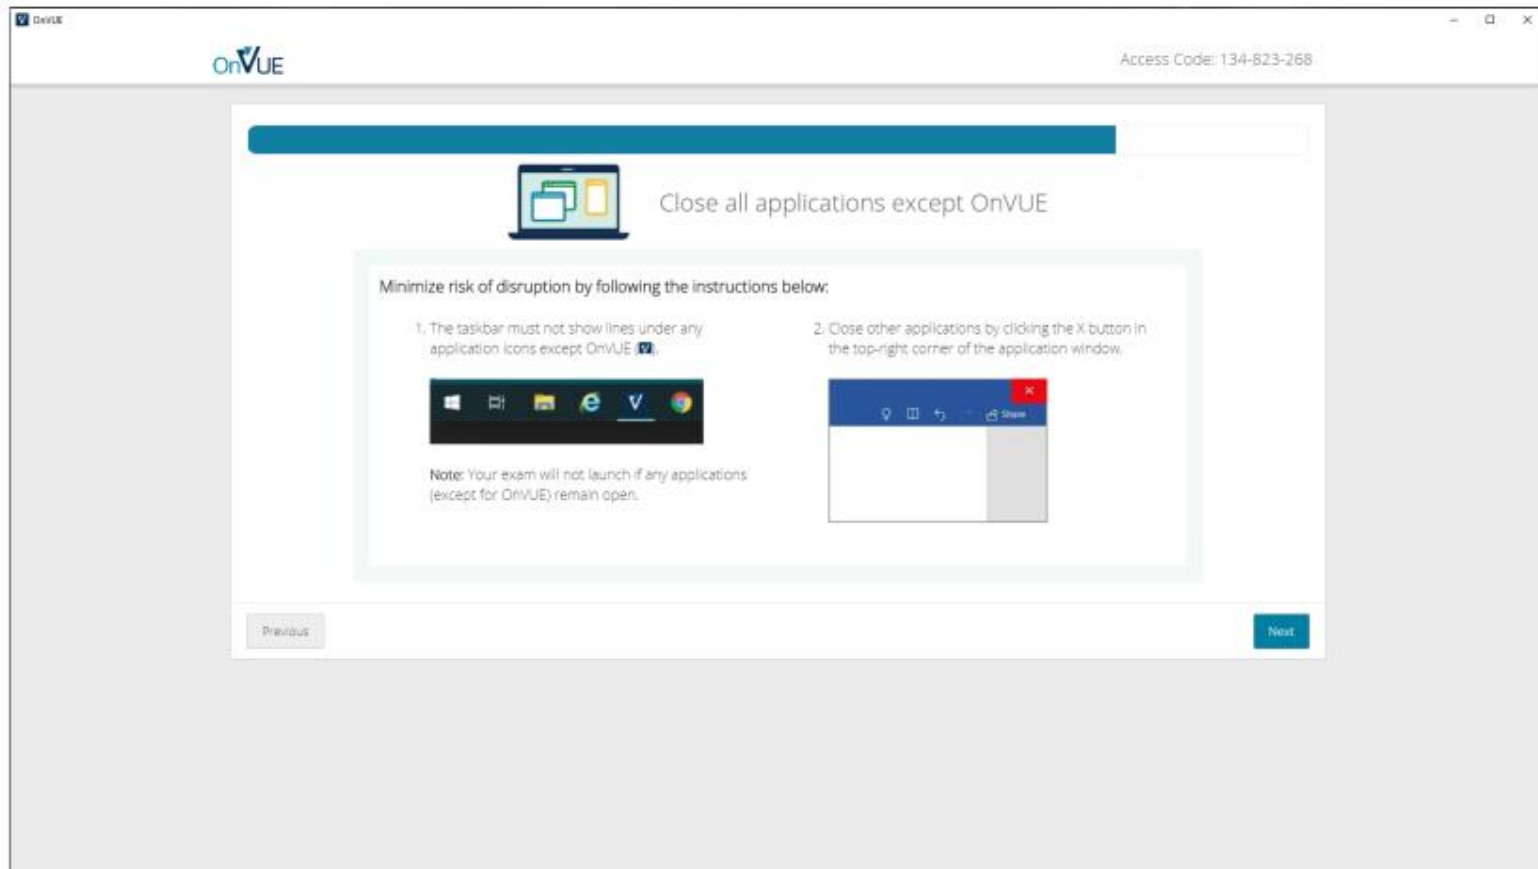 OnVUE
OnVUE
Access Code: 134-823-268
Close all applications except OnVUE
Minimize risk of disruption by following the instructions below:
1. The taskbar must not show lines under any
application icons except OnVUE (V).
Note: Your exam will not launch if any applications
(except for OnVUE) remain open.
2. Close other applications by clicking the X button in
the top-right corner of the application window.
Share
Previous
Next